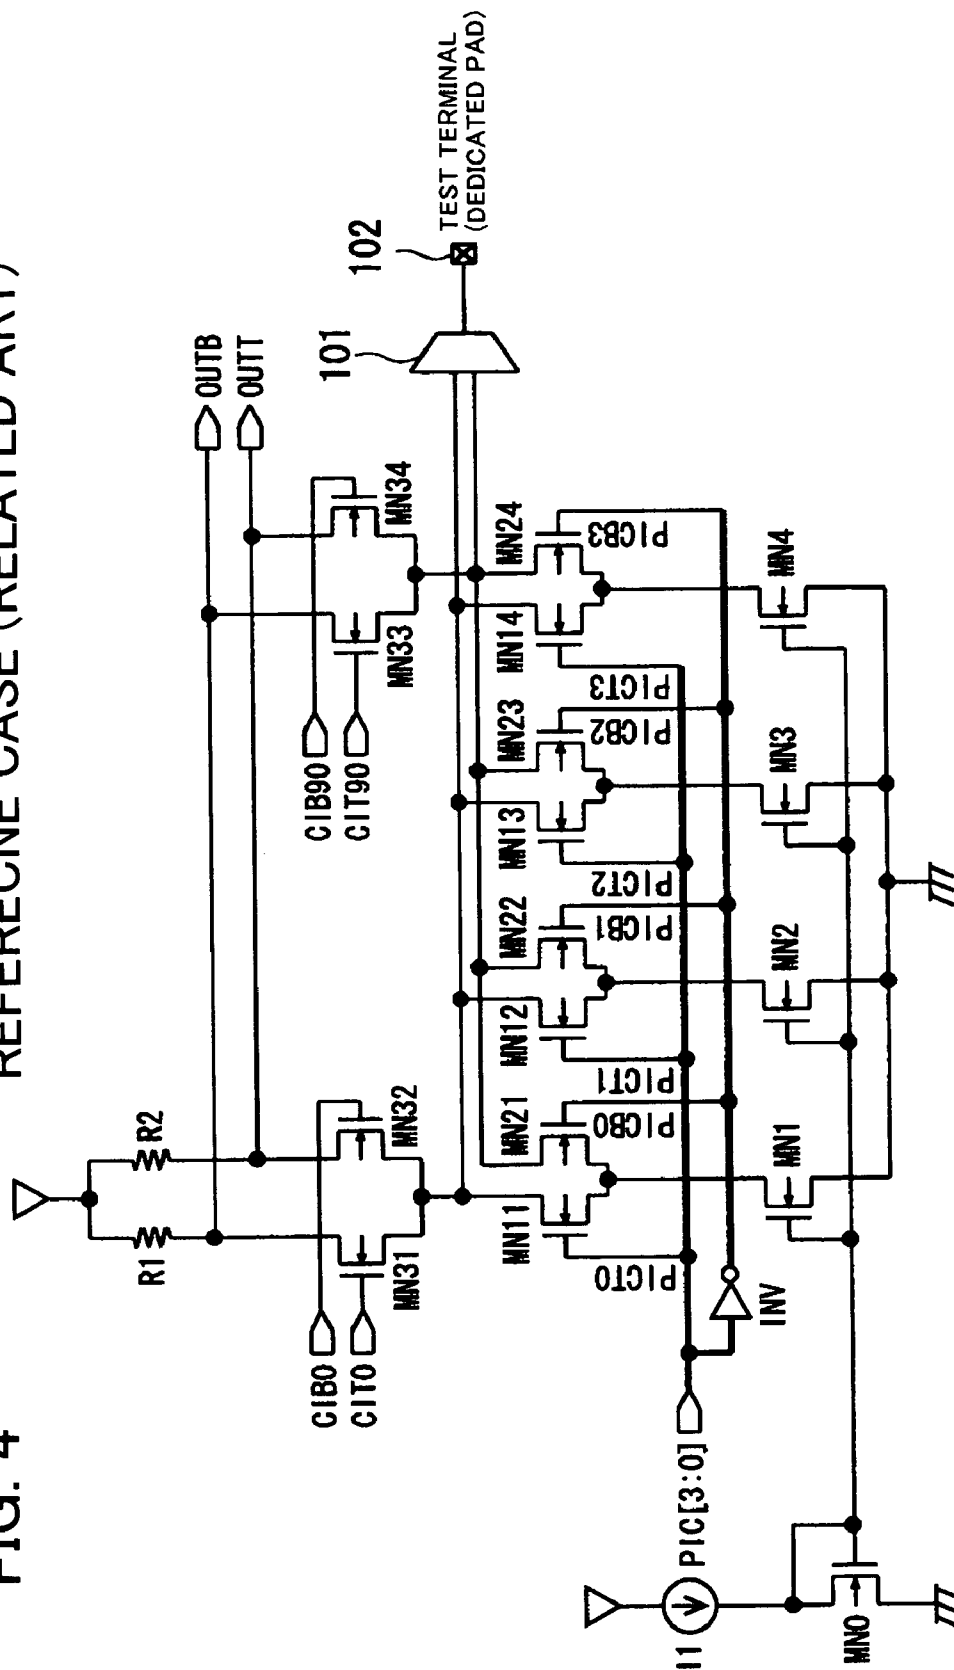 FIG. 4
REFERECNE CASE (RELATED ART)
R1
R2
OUTB
OUTT
CIB0
CIT0
MN31
MN32
CIB90
CIT90
MN33
MN34
101
102
TEST TERMINAL
(DEDICATED PAD)
MN11
MN21
MN12
MN22
MN13
MN23
MN14
MN24
PICT0
PICB0
PICT1
PICB1
PICT2
PICB2
PICT3
PICB3
I1
PIC[3:0]
INV
MN0
MN1
MN2
MN3
MN4